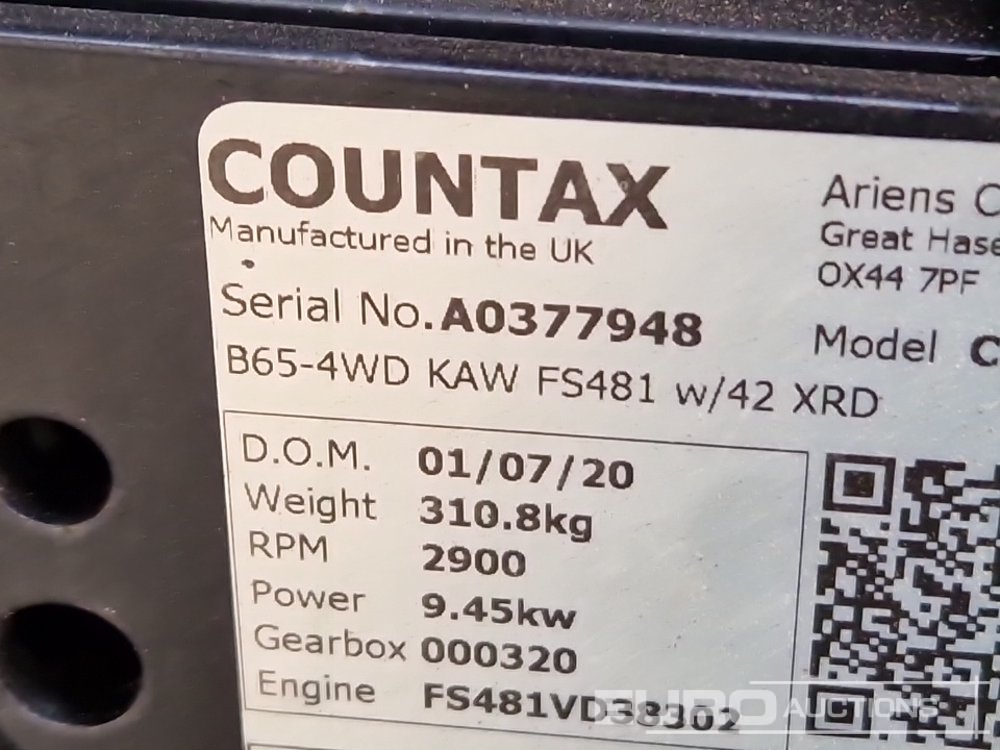 COUNTAX
Manufactured in the UK
Serial No. A0377948
B65-4WD KAW FS481 w/42 XRD
Ariens C
Great Hase
OX44 7PF
Model C
D.O.M. 01/07/20
Weight 310.8kg
RPM 2900
Power 9.45kw
Gearbox 000320
Engine FS481VD38302
EURO AUCTIONS